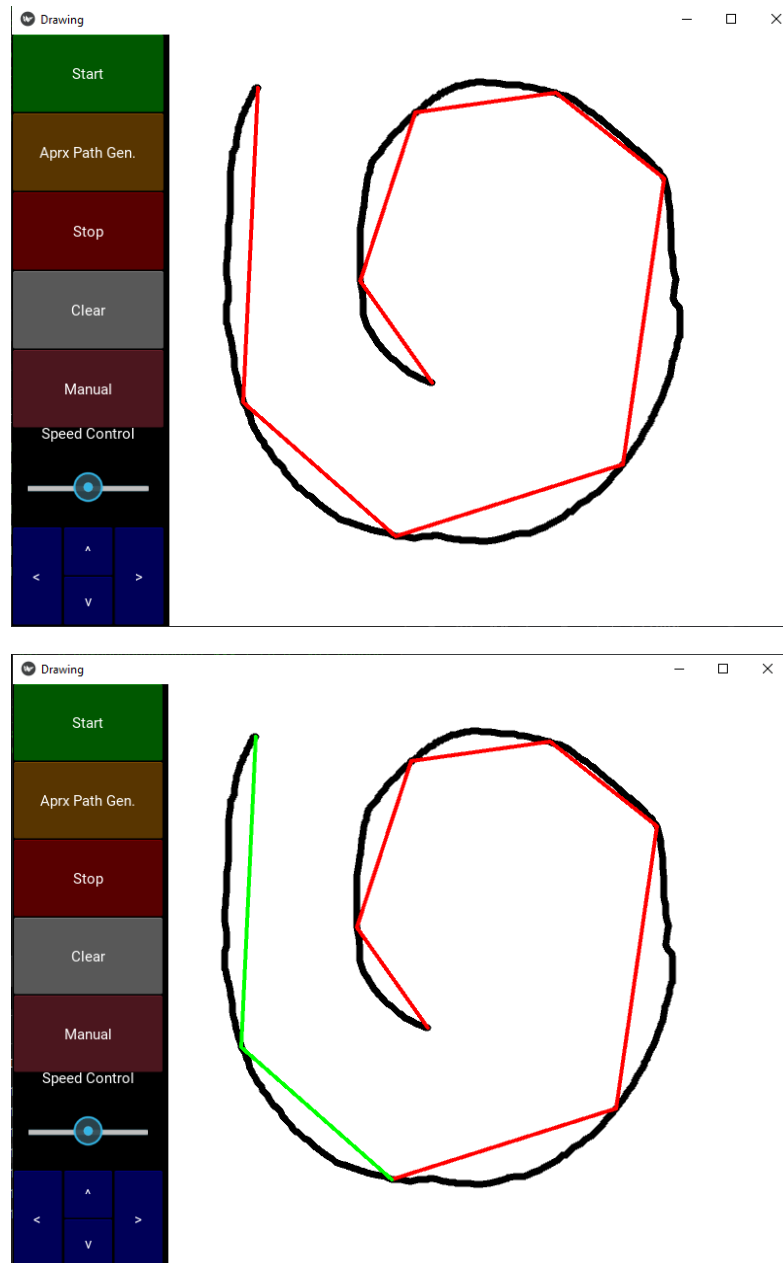 Drawing
Start
Aprx Path Gen.
Stop
Clear
Manual
Speed Control
^
< >
v
Drawing
Start
Aprx Path Gen.
Stop
Clear
Manual
Speed Control
^
< >
v